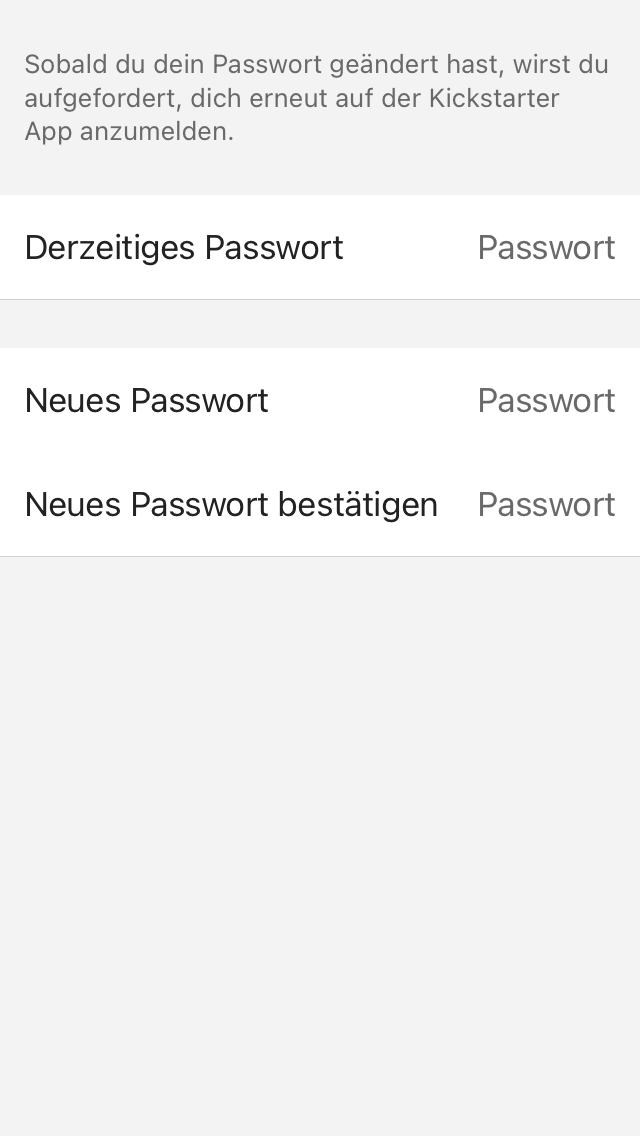 Sobald du dein Passwort geändert hast, wirst du
aufgefordert, dich erneut auf der Kickstarter
App anzumelden.
Derzeitiges Passwort Passwort
Neues Passwort Passwort
Neues Passwort bestätigen Passwort